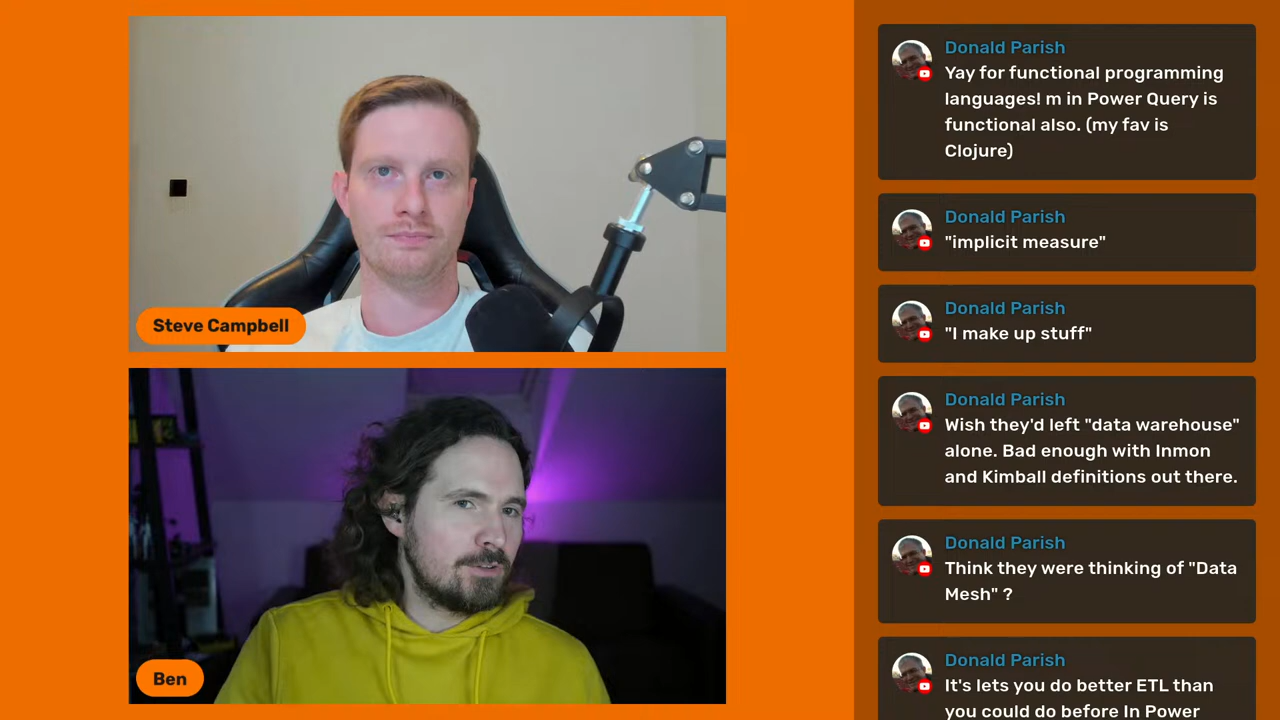 Steve Campbell
Ben
Donald Parish
Yay for functional programming
languages! m in Power Query is
functional also. (my fav is
Clojure)
Donald Parish
"implicit measure"
Donald Parish
"I make up stuff"
Donald Parish
Wish they'd left "data warehouse"
alone. Bad enough with Inmon
and Kimball definitions out there.
Donald Parish
Think they were thinking of "Data
Mesh" ?
Donald Parish
It's lets you do better ETL than
you could do before In Power